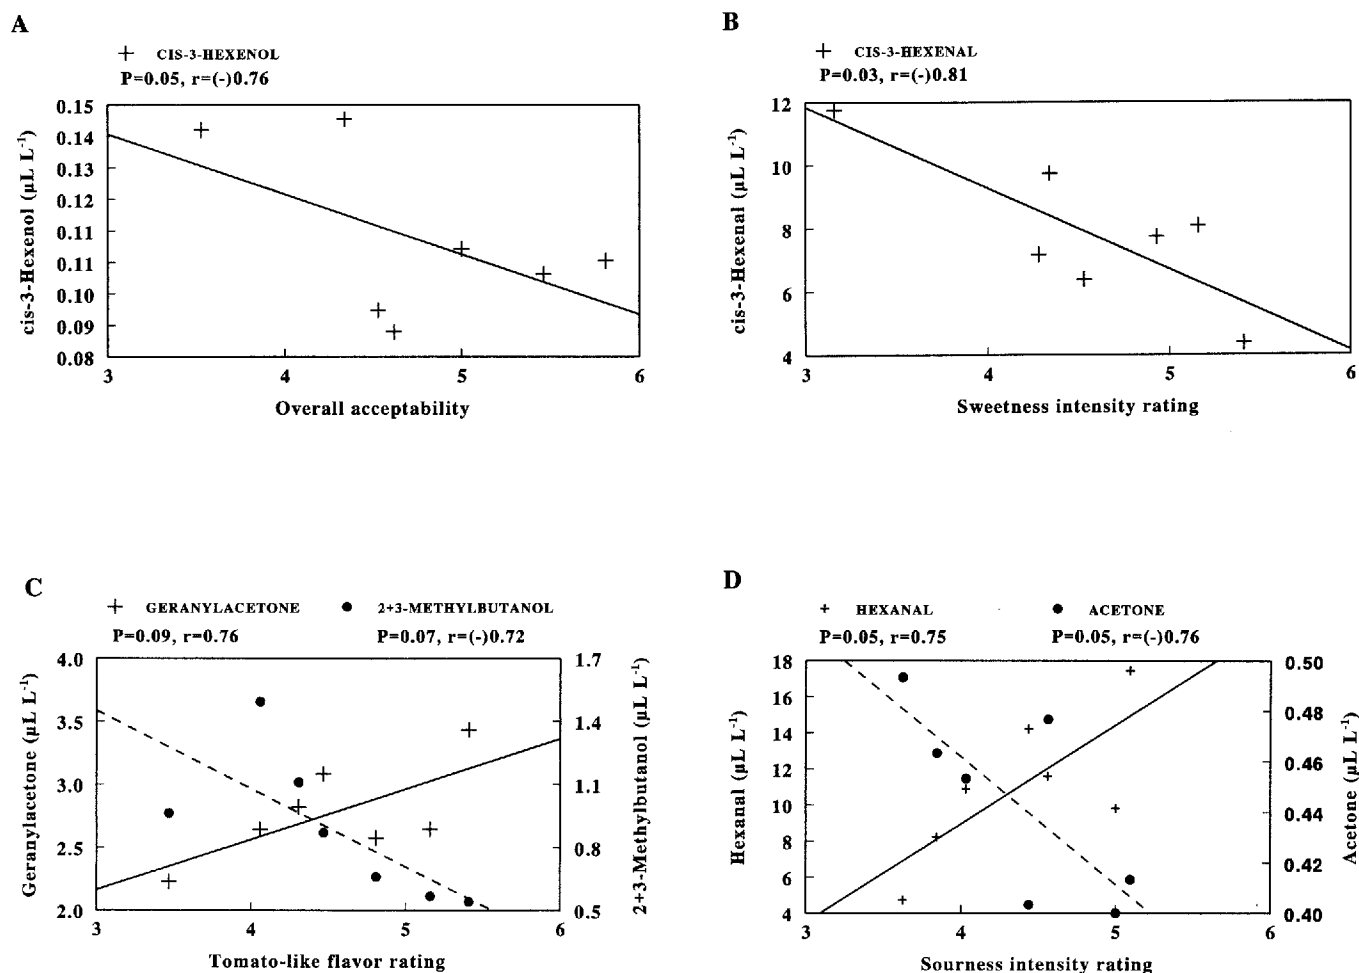 A
CIS-3-HEXENOL
P=0.05, r=(-)0.76
cis-3-Hexenol (µL L⁻¹)
0.15
0.14
0.13
0.12
0.11
0.11
0.10
0.09
0.08
3 4 5 6
Overall acceptability
B
CIS-3-HEXENAL
P=0.03, r=(-)0.81
cis-3-Hexenal (µL L⁻¹)
12
10
8
6
4
3 4 5 6
Sweetness intensity rating
C
GERANYLACETONE 2+3-METHYLBUTANOL
P=0.09, r=0.76 P=0.07, r=(-)0.72
Geranylacetone (µL L⁻¹)
4.0
3.5
3.0
2.5
2.0
1.7
1.4
1.1
0.8
0.5
2+3-Methylbutanol (µL L⁻¹)
3 4 5 6
Tomato-like flavor rating
D
HEXANAL ACETONE
P=0.05, r=0.75 P=0.05, r=(-)0.76
Hexanal (µL L⁻¹)
18
16
14
12
10
8
6
4
0.50
0.48
0.46
0.44
0.42
0.40
Acetone (µL L⁻¹)
3 4 5 6
Sourness intensity rating